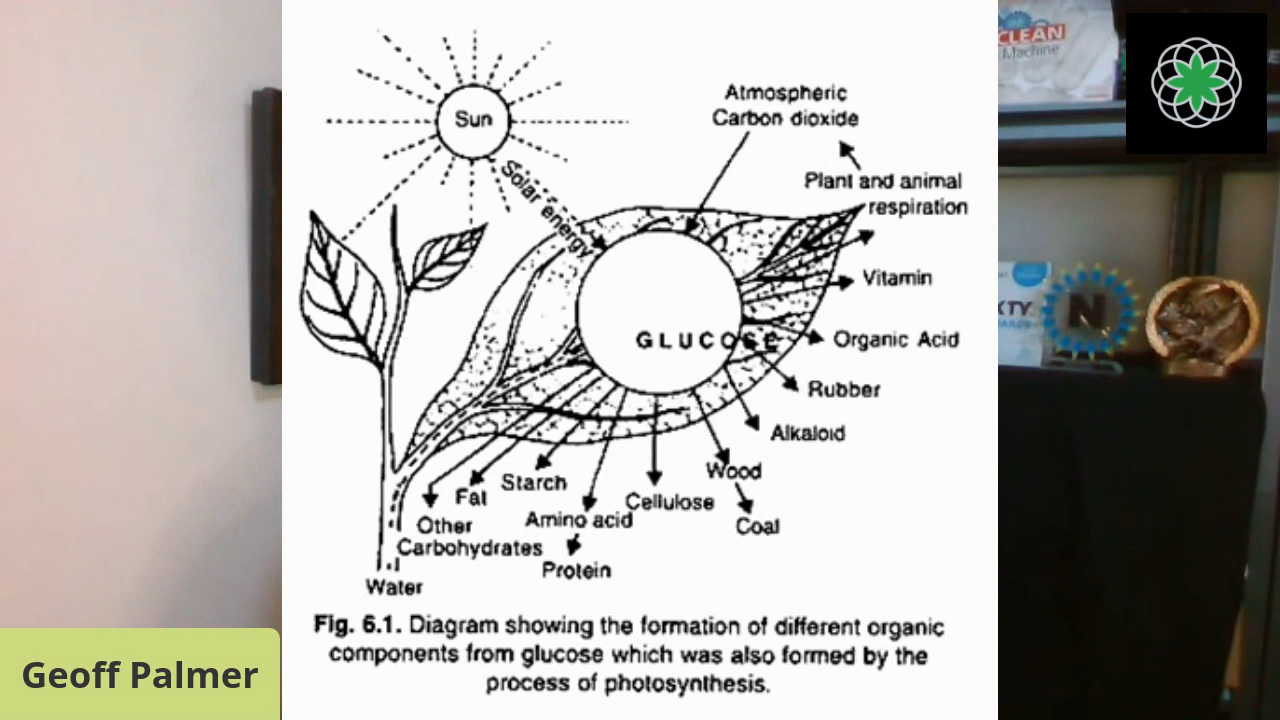 Sun
Solar energy
Atmospheric
Carbon dioxide
Plant and animal
respiration
Vitamin
Organic Acid
GLUCOSE
Rubber
Alkaloid
Wood
Coal
Cellulose
Starch
Amino acid
Protein
Fat
Other
Carbohydrates
Water
Fig. 6.1. Diagram showing the formation of different organic
components from glucose which was also formed by the
process of photosynthesis.
Geoff Palmer
CLEAN
Machine
N